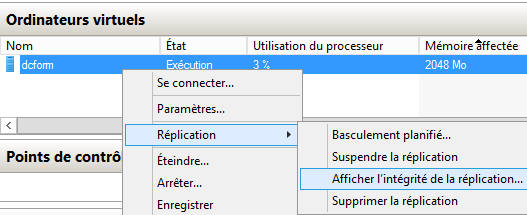 Ordinateurs virtuels
Nom État Utilisation du processeur Mémoire affectée
dcform Exécution 3 % 2048 Mo
Se connecter...
Paramètres...
Réplication
Basculement planifié...
Points de contrô
Suspendre la réplication
Éteindre...
Afficher l'intégrité de la réplication...
Arrêter...
Supprimer la réplication
Enregistrer